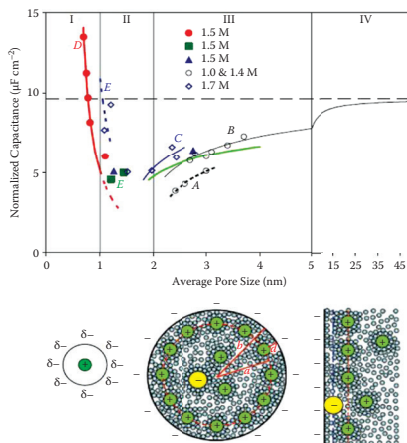 I II III IV
15
10
5
0
Normalized Capacitance (µF cm⁻²)
D
E
E
C
B
A
1.5 M
1.5 M
1.5 M
1.0 & 1.4 M
1.7 M
0 1 2 3 4 5 15 25 35 45
Average Pore Size (nm)
δ− δ− δ− δ− δ− δ− δ− δ−
+
b
d
a
+ + + + + + + + + + + + + +
−
− − − − − − − − − − − −
+ + + + + +
−
− − − − − −